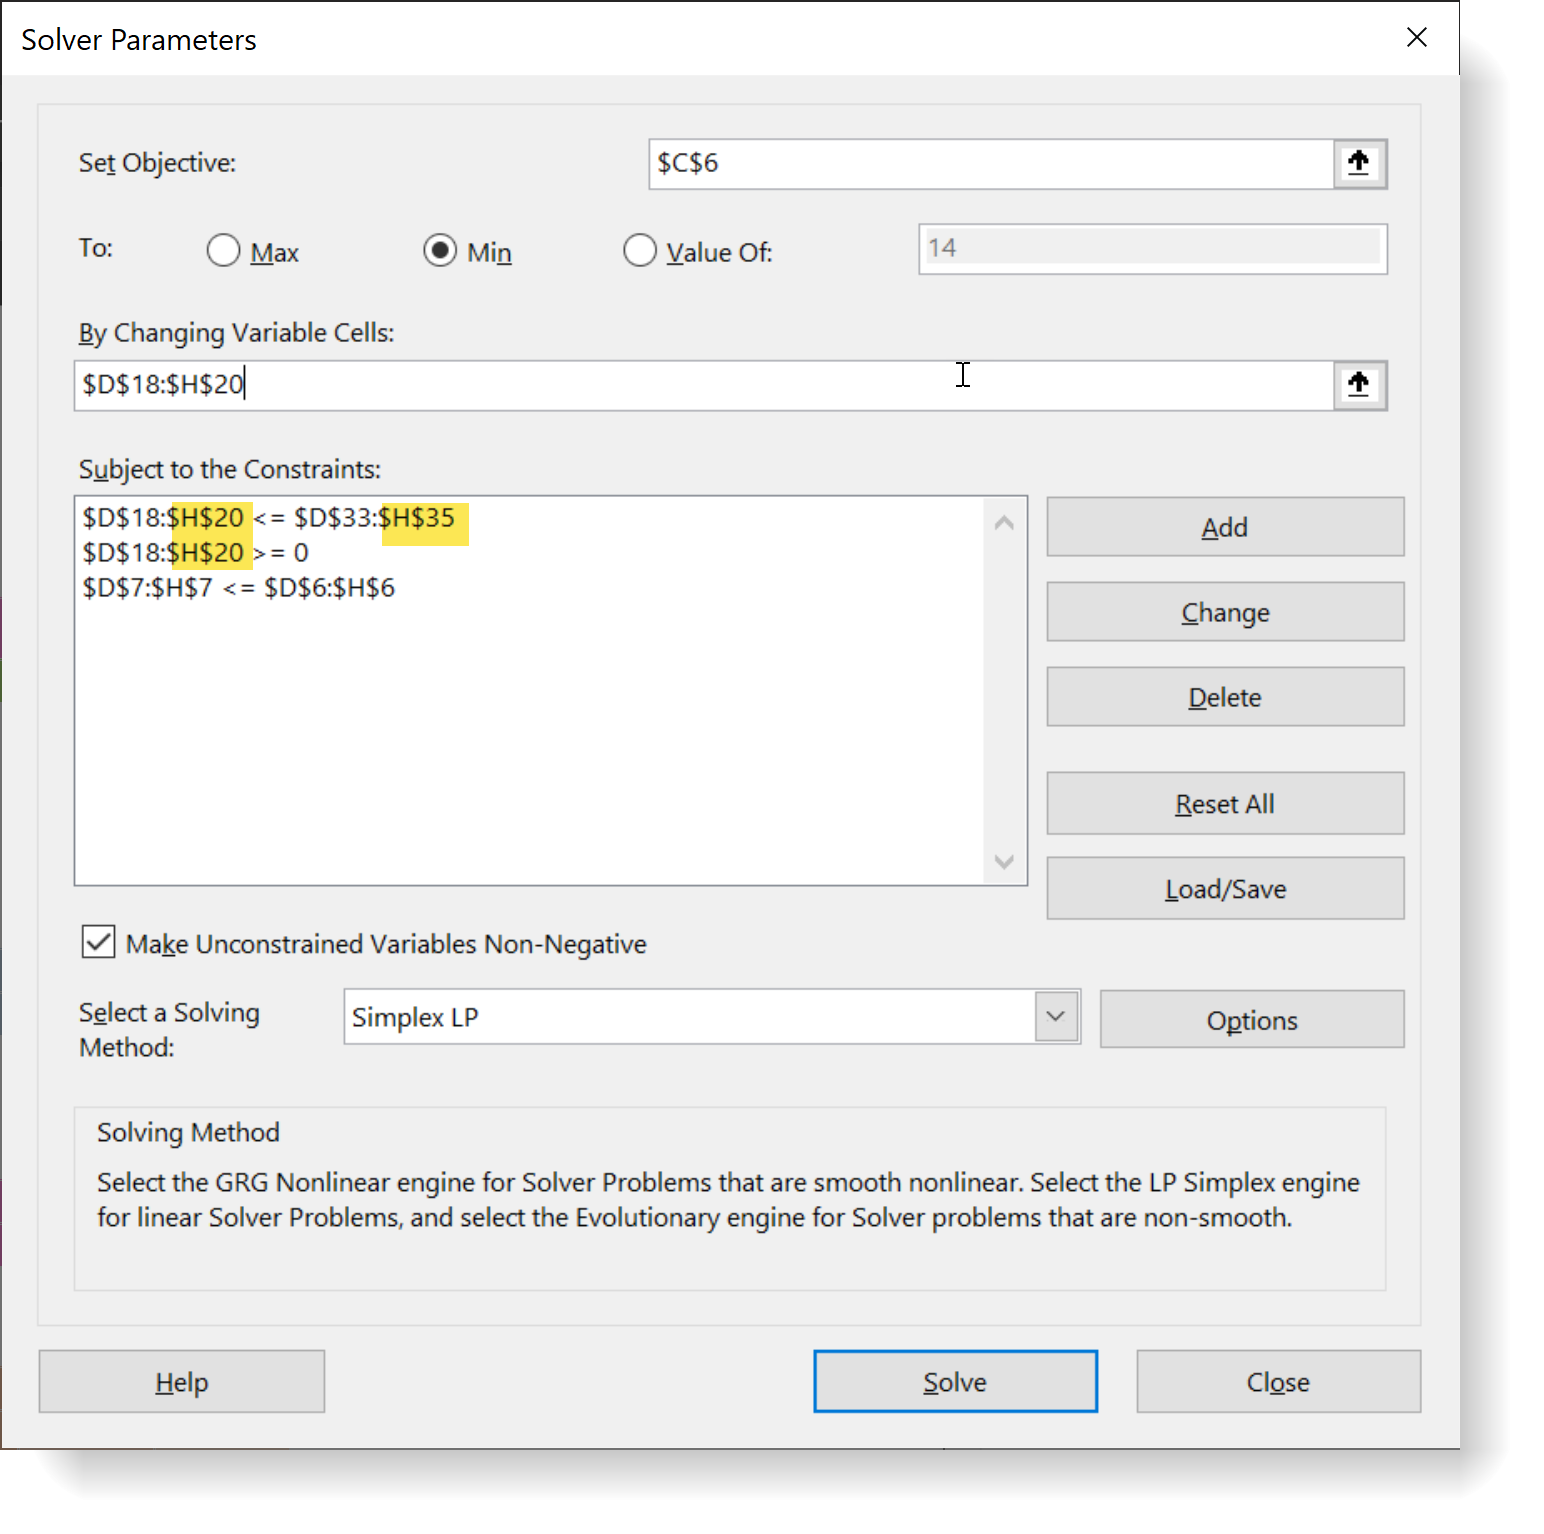 Solver Parameters
Set Objective:
$C$6
To:
Max
Min
Value Of:
14
By Changing Variable Cells:
$D$18:$H$20
Subject to the Constraints:
$D$18:$H$20 <= $D$33:$H$35
$D$18:$H$20 >= 0
$D$7:$H$7 <= $D$6:$H$6
Add
Change
Delete
Reset All
Load/Save
Make Unconstrained Variables Non-Negative
Select a Solving
Method:
Simplex LP
Options
Solving Method
Select the GRG Nonlinear engine for Solver Problems that are smooth nonlinear. Select the LP Simplex engine
for linear Solver Problems, and select the Evolutionary engine for Solver problems that are non-smooth.
Help
Solve
Close